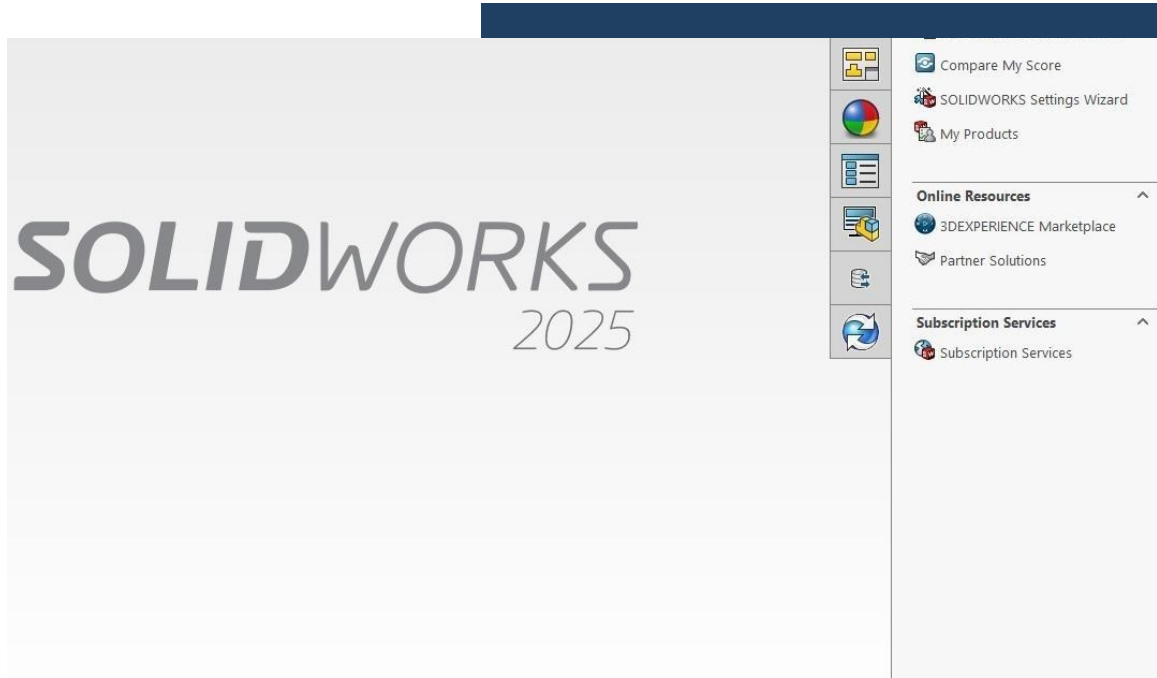 Compare My Score
SOLIDWORKS Settings Wizard
My Products
Online Resources
3DEXPERIENCE Marketplace
Partner Solutions
Subscription Services
Subscription Services
SOLIDWORKS
2025